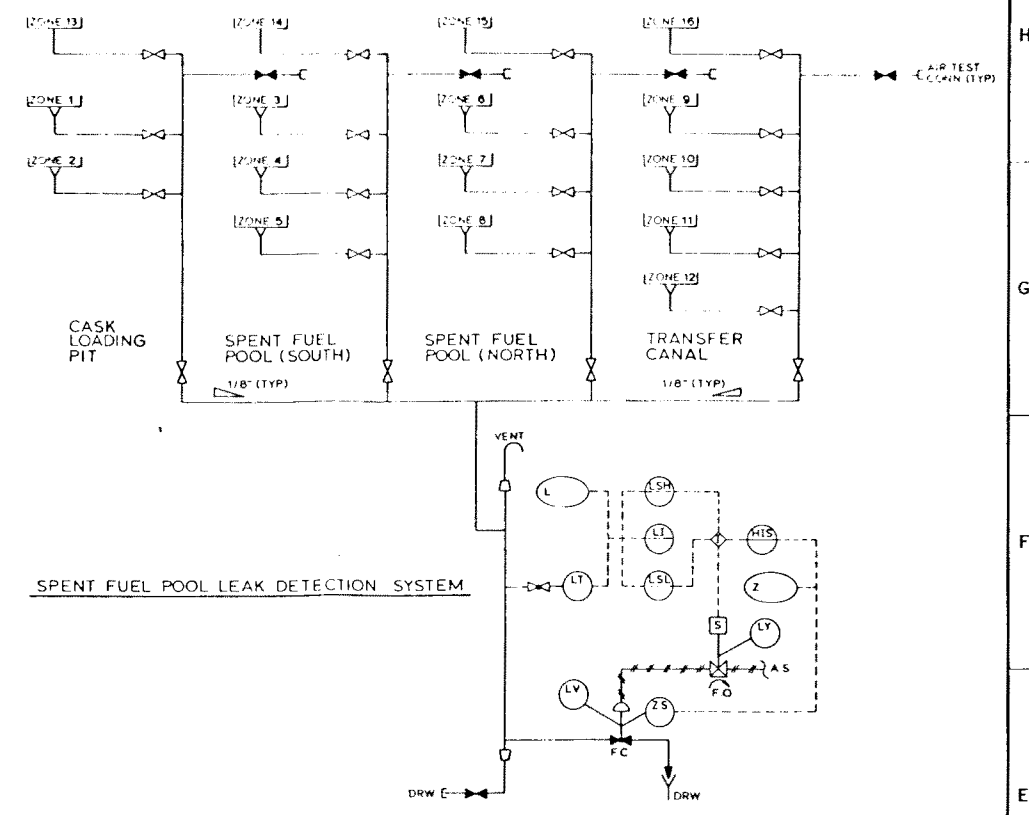 ZONE 13 ZONE 14 ZONE 15 ZONE 16
H
AIR TEST
CONN (TYP)
ZONE 1 ZONE 3 ZONE 6 ZONE 9
ZONE 2 ZONE 4 ZONE 7 ZONE 10
ZONE 5 ZONE 8 ZONE 11
ZONE 12
G
CASK
LOADING
PIT
SPENT FUEL
POOL (SOUTH)
SPENT FUEL
POOL (NORTH)
TRANSFER
CANAL
1/8" (TYP) 1/8" (TYP)
VENT
L LSH
LI HIS
F
SPENT FUEL POOL LEAK DETECTION SYSTEM
LT LSL Z
S LY
A S
F O
LV ZS
F C
DRW DRW
E